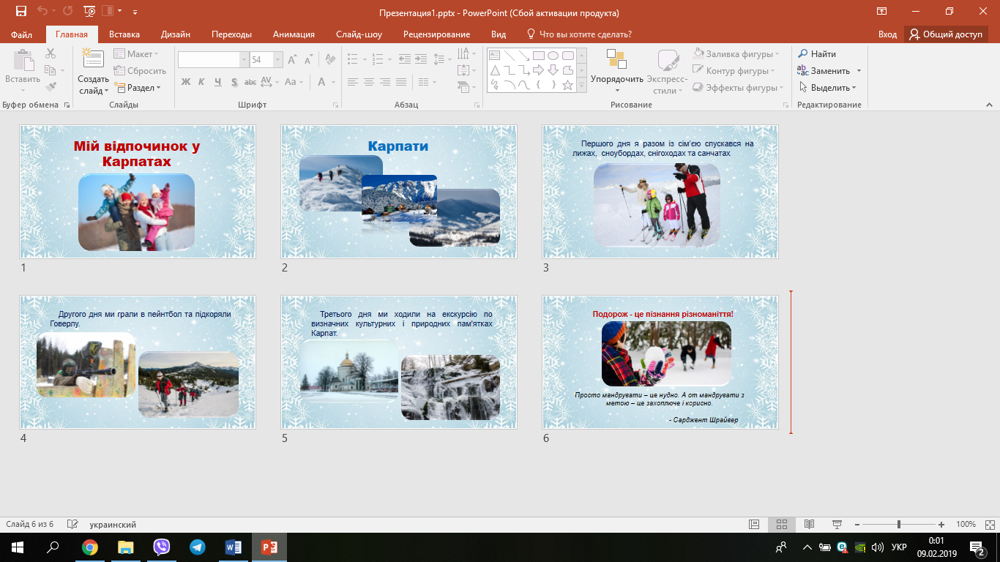 Презентация1.pptx - PowerPoint (Сбой активации продукта)
Файл Главная Вставка Дизайн Переходы Анимация Слайд-шоу Рецензирование Вид Что вы хотите сделать? Вход Общий доступ
Вставить
Создать
слайд
Макет
Сбросить
Раздел
54
Ж К Ч S abc AV Aa А
Упорядочить
Экспресс-
стили
Заливка фигуры
Контур фигуры
Эффекты фигуры
Найти
Заменить
Выделить
Буфер обмена Слайды Шрифт Абзац Рисование Редактирование
Мій відпочинок у
Карпатах
1
Карпати
2
Першого дня я разом із сім'єю спускався на
лижах, сноубордах, снігоходах та санчатах
3
Другого дня ми грали в пейнтбол та підкоряли
Говерлу.
4
Третього дня ми ходили на екскурсію по
визначних культурних і природних пам'ятках
Карпат.
5
Подорож - це пізнання різноманіття!
Просто мандрувати – це нудно. А от мандрувати з
метою – це захоплюче і корисно.
- Сарджент Шрайвер
6
Слайд 6 из 6 украинский 100%
УКР
0:01
09.02.2019
2